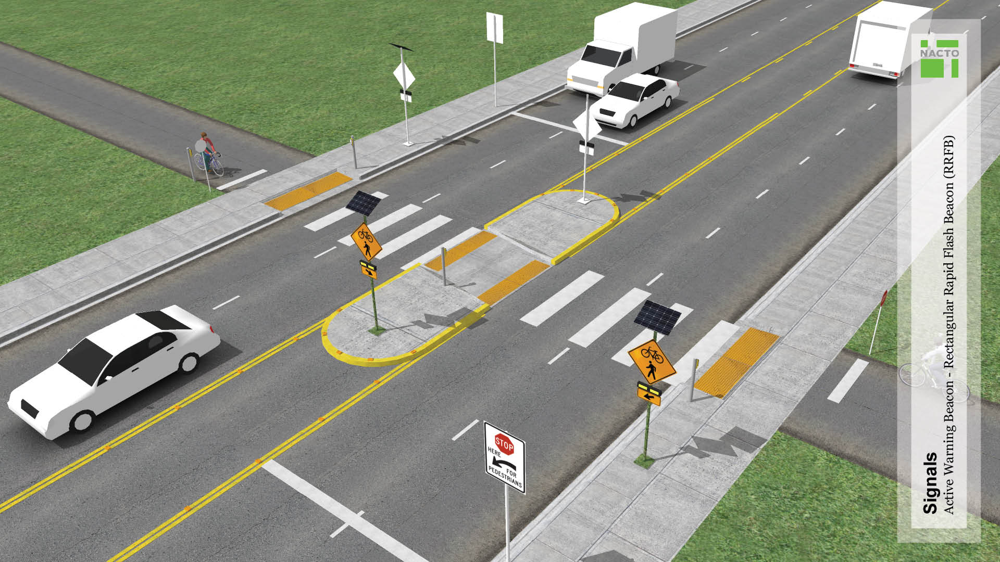 NACTO
Signals
Active Warning Beacon - Rectangular Rapid Flash Beacon (RRFB)
STOP
HERE
FOR
PEDESTRIANS